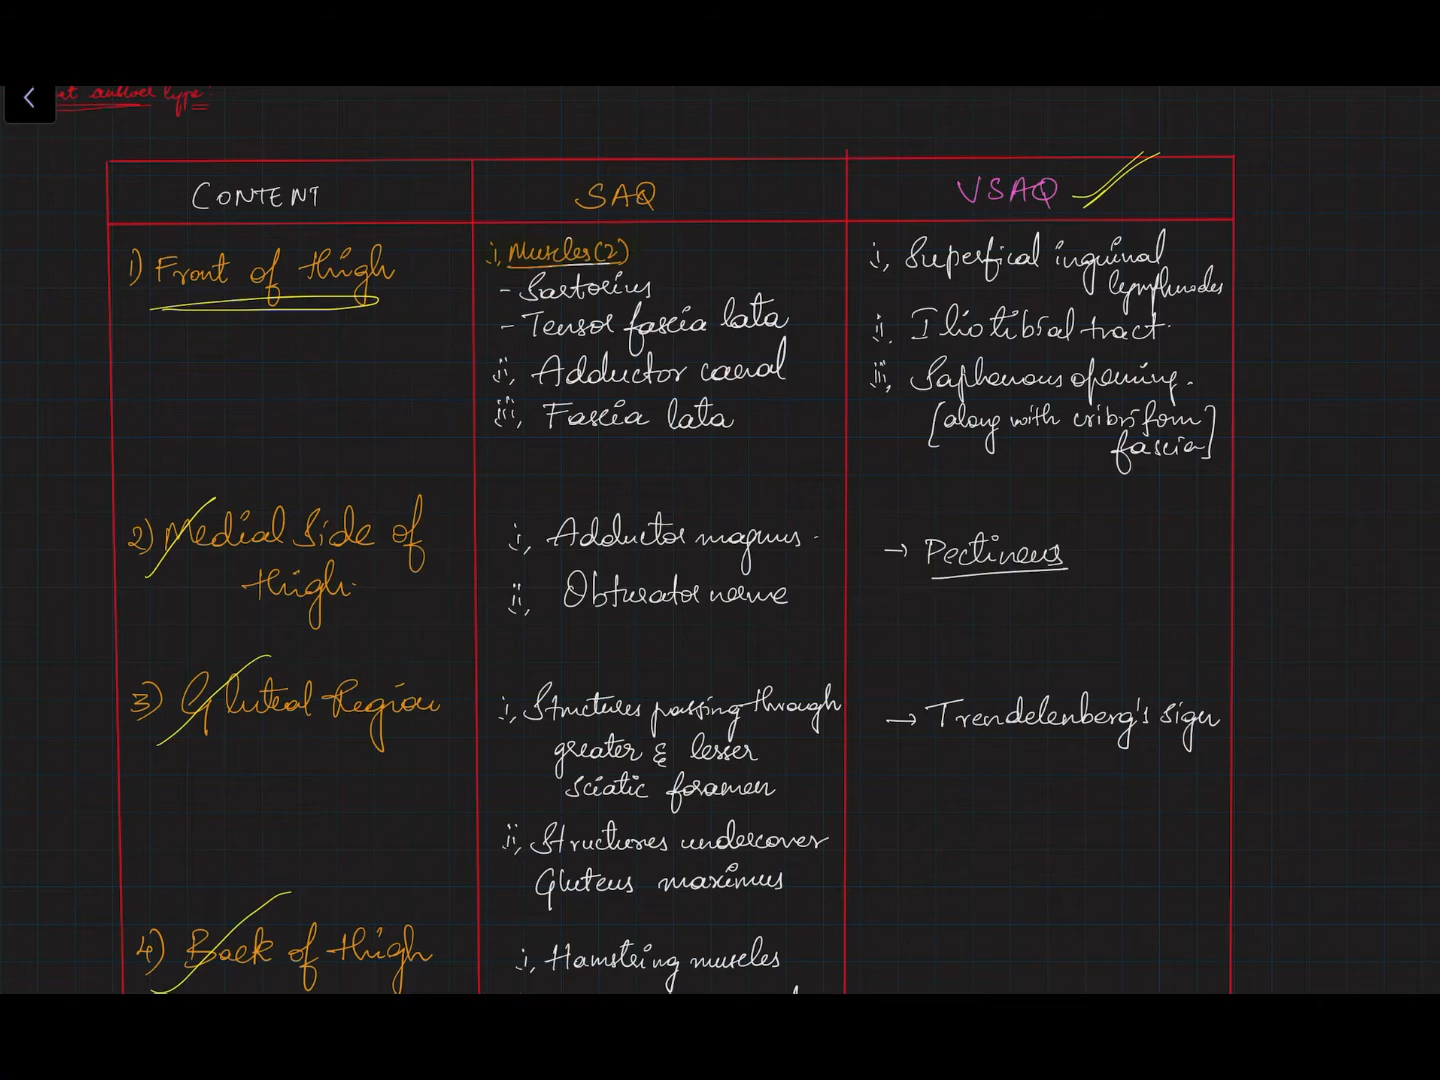 answer type:
CONTENT
SAQ
VSAQ
1) Front of thigh
i, Muscles(2)
- Sartorius
- Tensor fascia lata
ii, Adductor canal
iii, Fascia lata
i, Superfical inguinal
lymphnodes
ii. Iliotibial tract.
iii, Saphenous opening.
[along with cribriform
fascia]
2) Medial Side of
thigh.
i, Adductor magnus.
ii, Obturator nerve
→ Pectineus
3) Gluteal Region
i, Structures passing through
greater & lesser
sciatic foramen
ii, Structures undercover
Gluteus maximus
→ Trendelenberg's sign
4) Back of thigh
i, Hamstring muscles